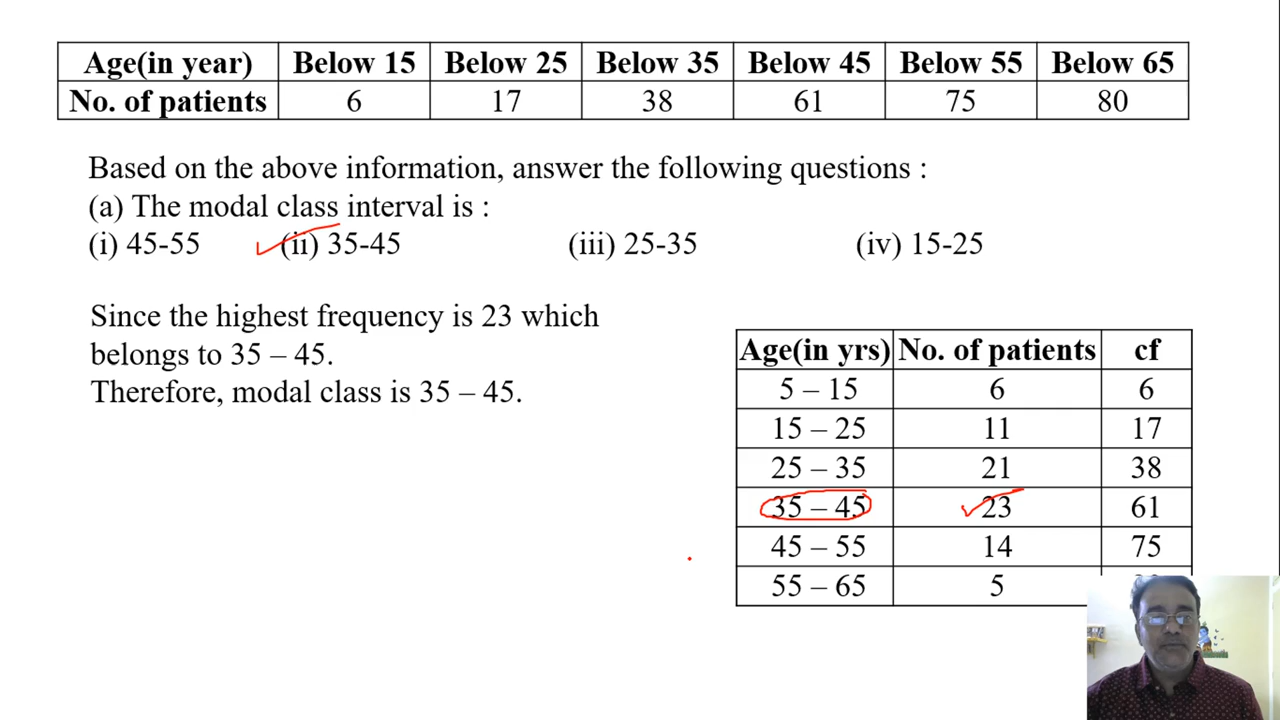 Age(in year) Below 15 Below 25 Below 35 Below 45 Below 55 Below 65
No. of patients 6 17 38 61 75 80
Based on the above information, answer the following questions :
(a) The modal class interval is :
(i) 45-55 (ii) 35-45 (iii) 25-35 (iv) 15-25
Since the highest frequency is 23 which
belongs to 35 – 45.
Therefore, modal class is 35 – 45.
Age(in yrs) No. of patients cf
5 – 15 6 6
15 – 25 11 17
25 – 35 21 38
35 – 45 23 61
45 – 55 14 75
55 – 65 5